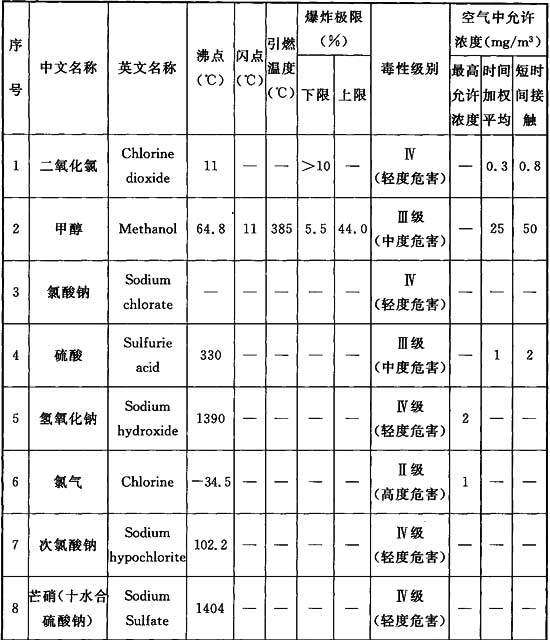 序号 中文名称 英文名称 沸点(℃) 闪点(℃) 引燃温度(℃) 爆炸极限(%) 下限 上限 毒性级别 空气中允许浓度(mg/m³) 最高允许浓度 时间加权平均 短时间接触
1 二氧化氯 Chlorine dioxide 11 — — >10 — Ⅳ(轻度危害) — 0.3 0.8
2 甲醇 Methanol 64.8 11 385 5.5 44.0 Ⅲ级(中度危害) — 25 50
3 氯酸钠 Sodium chlorate — — — — — Ⅳ(轻度危害) — — —
4 硫酸 Sulfurie acid 330 — — — — Ⅲ级(中度危害) — 1 2
5 氢氧化钠 Sodium hydroxide 1390 — — — — Ⅳ级(轻度危害) 2 — —
6 氯气 Chlorine -34.5 — — — — Ⅱ级(高度危害) 1 — —
7 次氯酸钠 Sodium hypochlorite 102.2 — — — — Ⅳ级(轻度危害) — — —
8 芒硝(十水合硫酸钠) Sodium Sulfate 1404 — — — — Ⅳ级(轻度危害) — — —